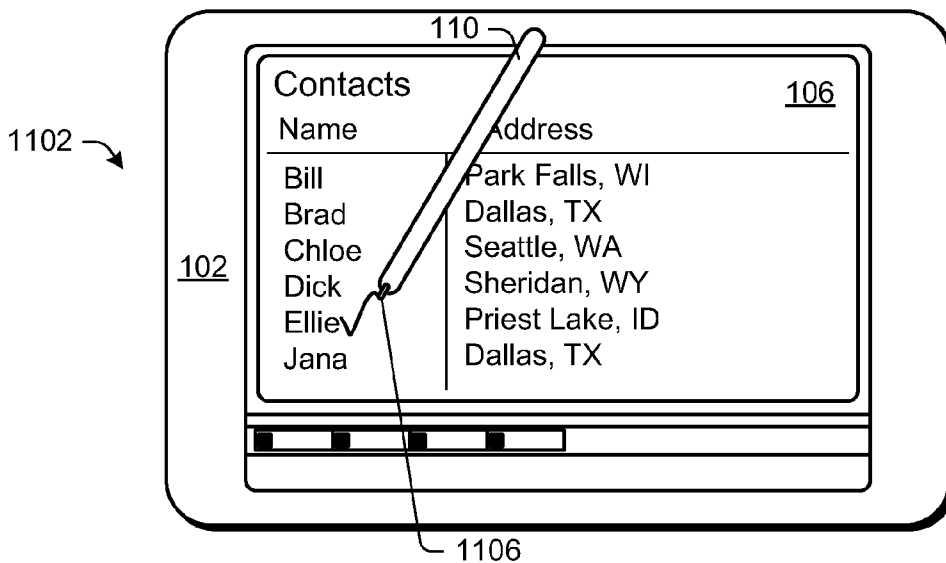 110
Contacts
106
Name Address
1102
Bill Park Falls, WI
Brad Dallas, TX
Chloe Seattle, WA
102
Dick Sheridan, WY
Ellie Priest Lake, ID
Jana Dallas, TX
1106